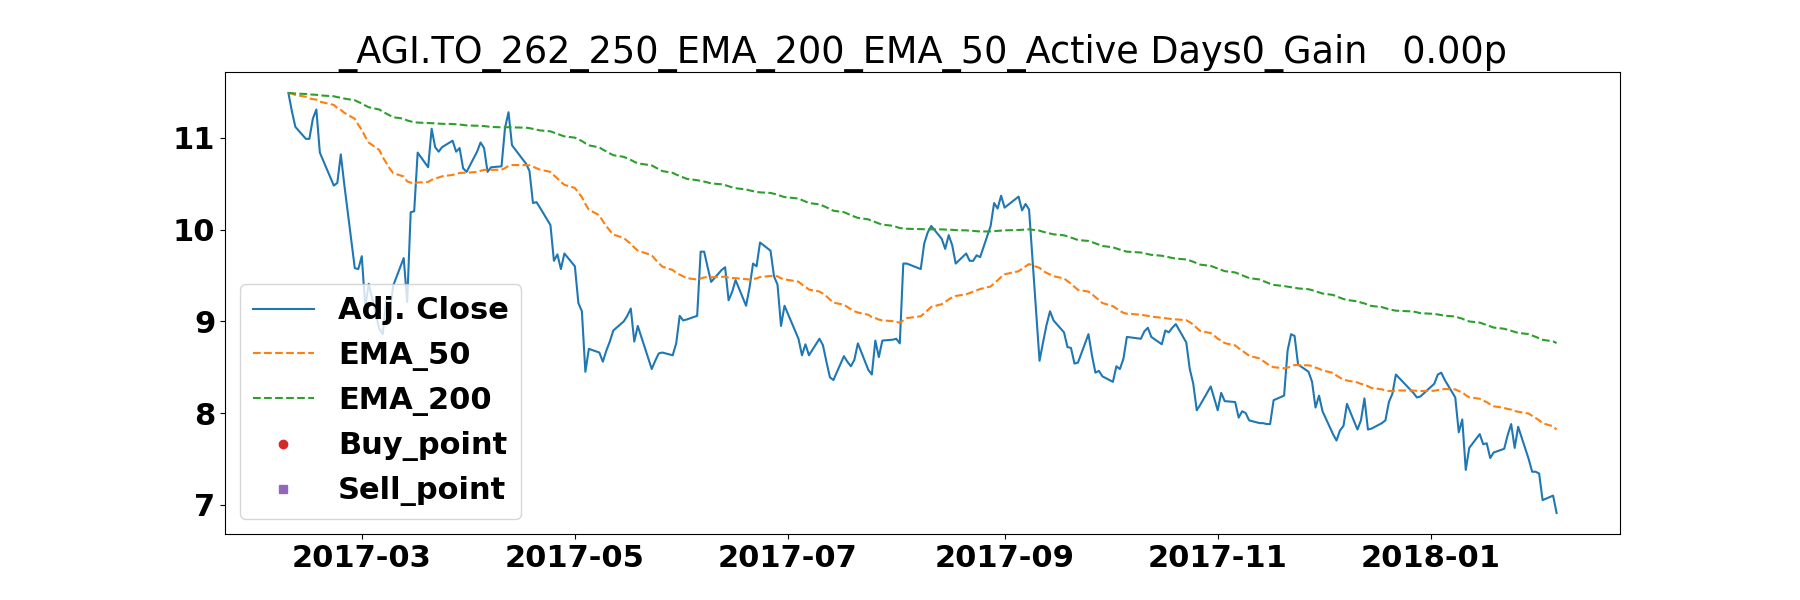 _AGI.TO_262_250_EMA_200_EMA_50_Active Days0_Gain   0.00p
11
10
9
8
7
Adj. Close
EMA_50
EMA_200
Buy_point
Sell_point
2017-03 2017-05 2017-07 2017-09 2017-11 2018-01